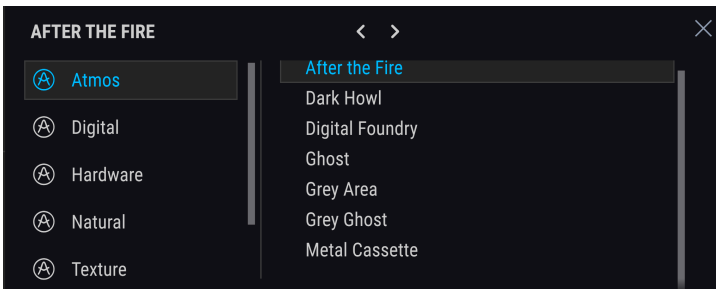 AFTER THE FIRE
Atmos
Digital
Hardware
Natural
Texture
After the Fire
Dark Howl
Digital Foundry
Ghost
Grey Area
Grey Ghost
Metal Cassette